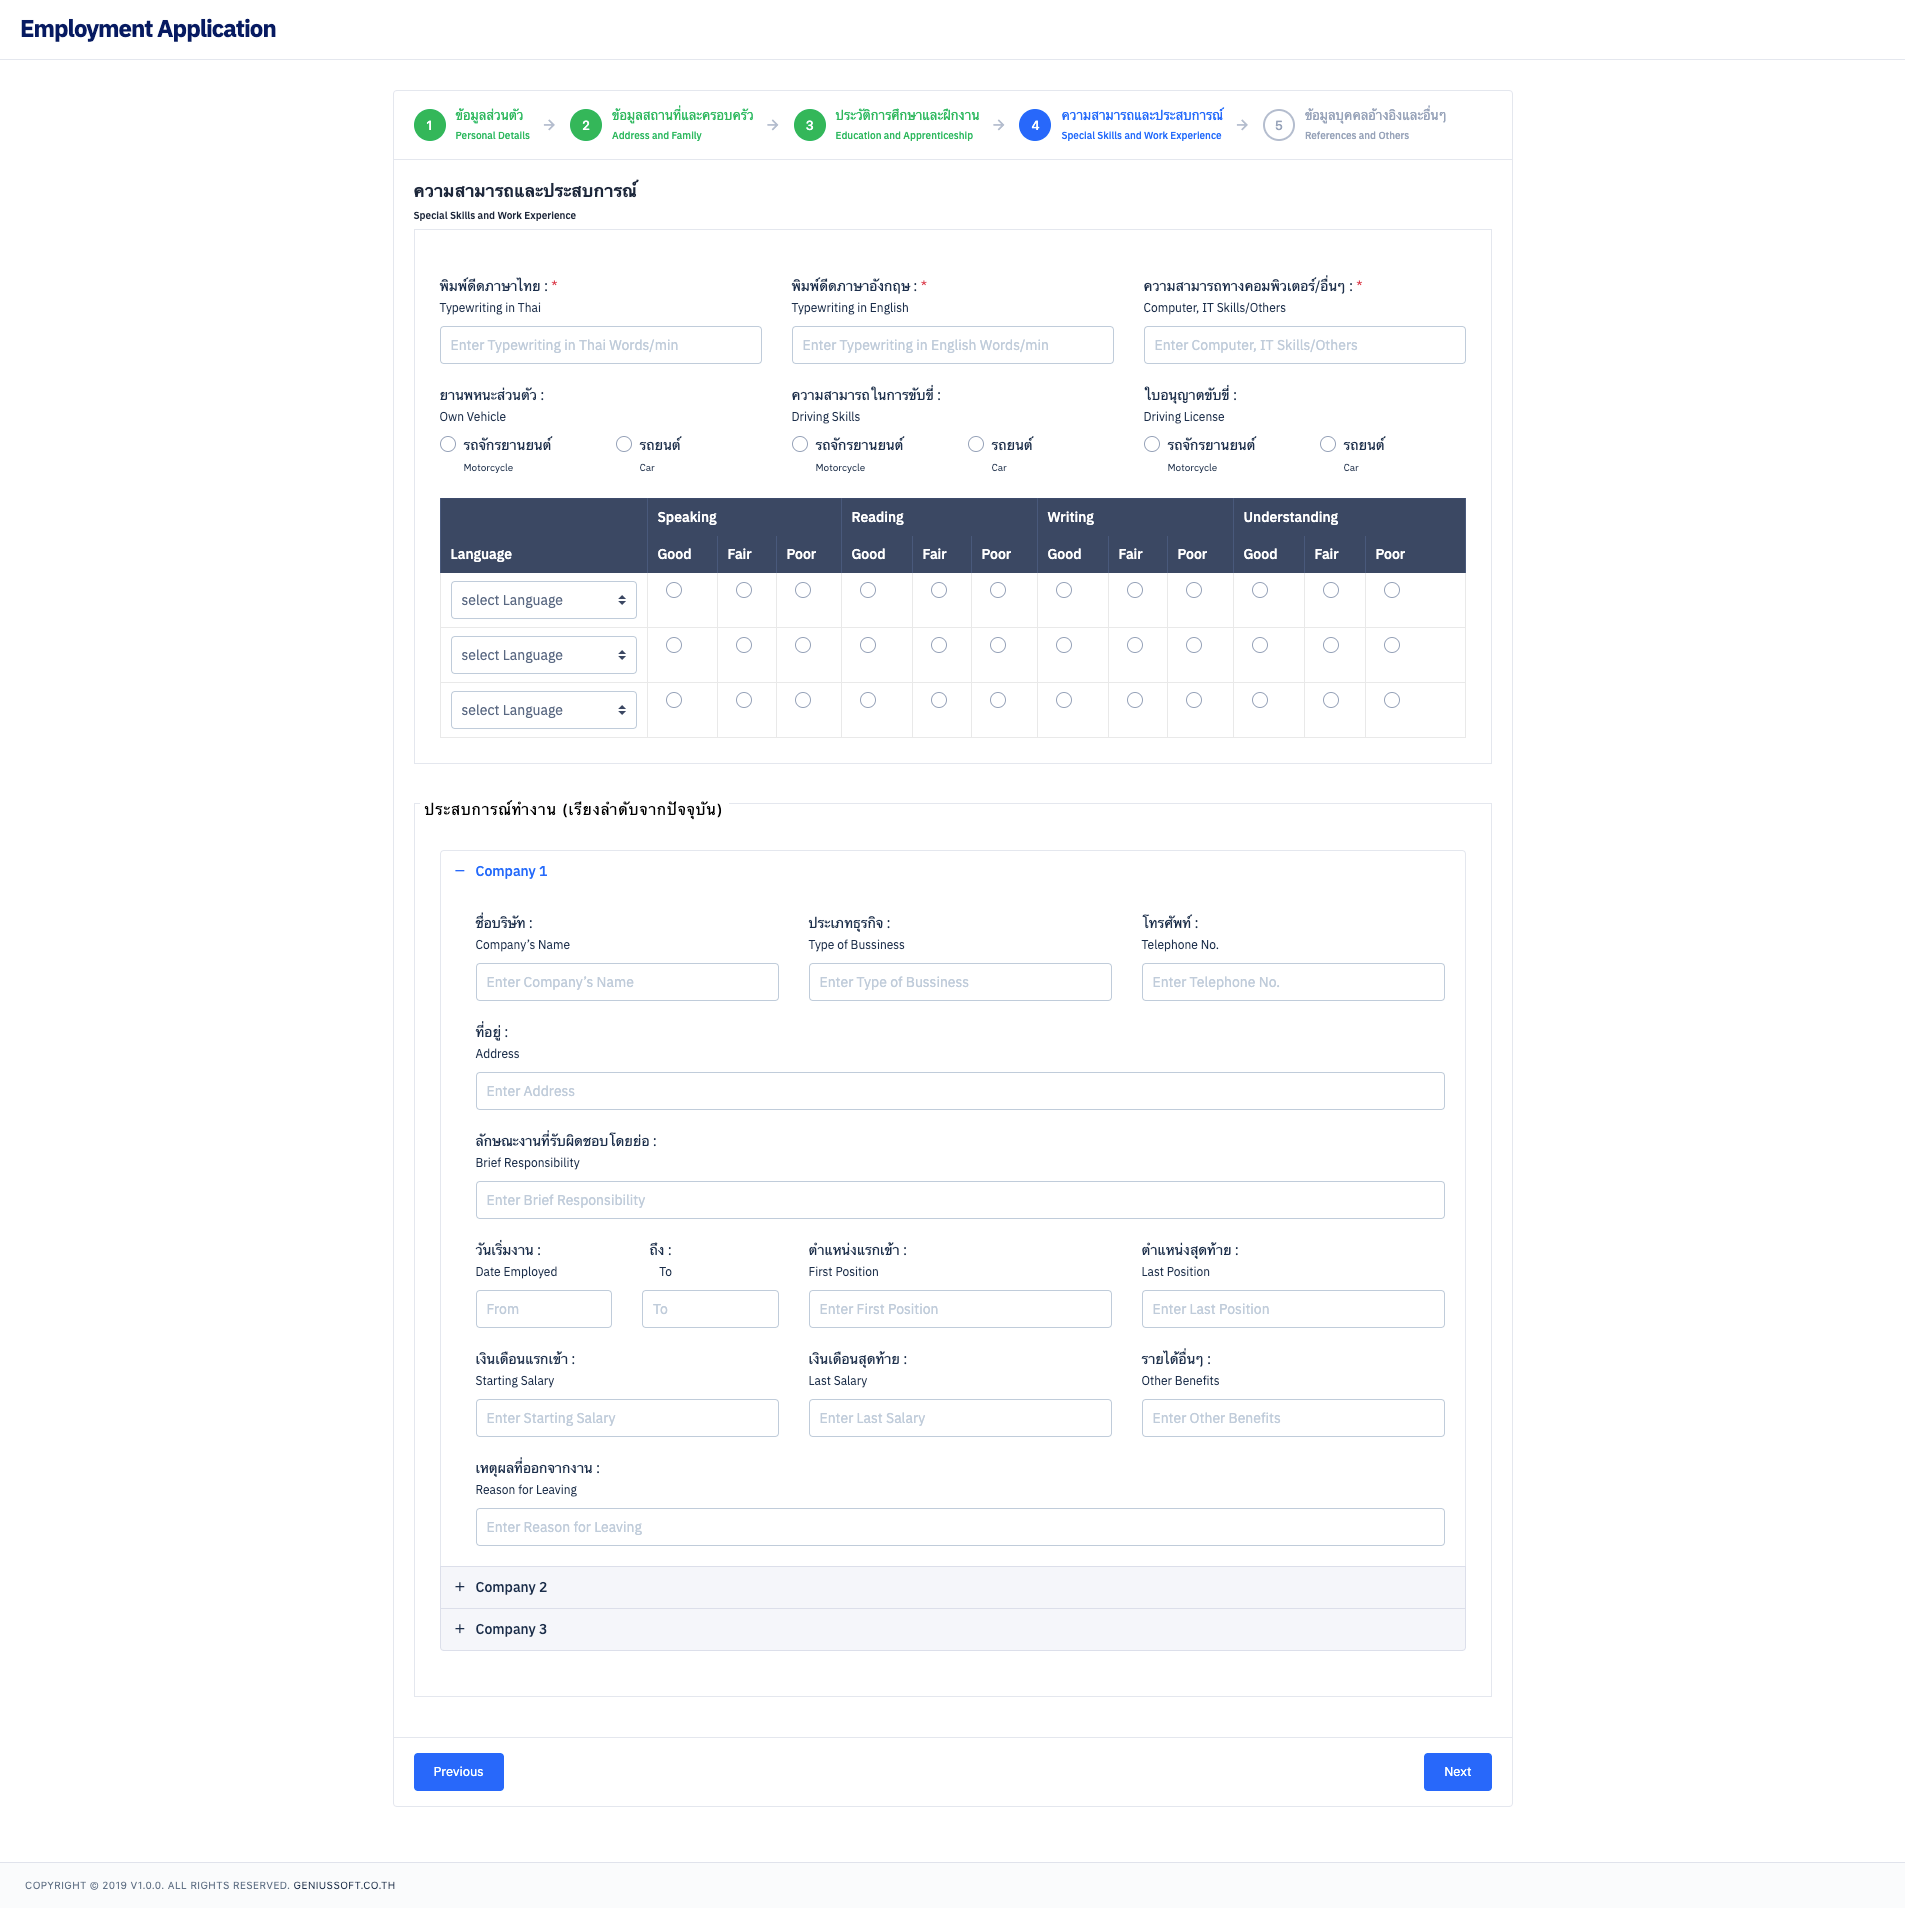 Employment Application
1 ข้อมูลส่วนตัว
Personal Details
2 ข้อมูลสถานที่และครอบครัว
Address and Family
3 ประวัติการศึกษาและฝึกงาน
Education and Apprenticeship
4 ความสามารถและประสบการณ์
Special Skills and Work Experience
5 ข้อมูลบุคคลอ้างอิงและอื่นๆ
References and Others
ความสามารถและประสบการณ์
Special Skills and Work Experience
พิมพ์ดีดภาษาไทย : * พิมพ์ดีดภาษาอังกฤษ : * ความสามารถทางคอมพิวเตอร์/อื่นๆ : *
Typewriting in Thai Typewriting in English Computer, IT Skills/Others
Enter Typewriting in Thai Words/min Enter Typewriting in English Words/min Enter Computer, IT Skills/Others
ยานพหนะส่วนตัว : ความสามารถในการขับขี่ : ใบอนุญาตขับขี่ :
Own Vehicle Driving Skills Driving License
รถจักรยานยนต์ รถยนต์ รถจักรยานยนต์ รถยนต์ รถจักรยานยนต์ รถยนต์
Motorcycle Car Motorcycle Car Motorcycle Car
Speaking Reading Writing Understanding
Language Good Fair Poor Good Fair Poor Good Fair Poor Good Fair Poor
select Language
select Language
select Language
ประสบการณ์ทำงาน (เรียงลำดับจากปัจจุบัน)
− Company 1
ชื่อบริษัท : ประเภทธุรกิจ : โทรศัพท์ :
Company's Name Type of Bussiness Telephone No.
Enter Company's Name Enter Type of Bussiness Enter Telephone No.
ที่อยู่ :
Address
Enter Address
ลักษณะงานที่รับผิดชอบโดยย่อ :
Brief Responsibility
Enter Brief Responsibility
วันเริ่มงาน : ถึง : ตำแหน่งแรกเข้า : ตำแหน่งสุดท้าย :
Date Employed To First Position Last Position
From To Enter First Position Enter Last Position
เงินเดือนแรกเข้า : เงินเดือนสุดท้าย : รายได้อื่นๆ :
Starting Salary Last Salary Other Benefits
Enter Starting Salary Enter Last Salary Enter Other Benefits
เหตุผลที่ออกจากงาน :
Reason for Leaving
Enter Reason for Leaving
+ Company 2
+ Company 3
Previous Next
COPYRIGHT © 2019 V1.0.0. ALL RIGHTS RESERVED. GENIUSSOFT.CO.TH